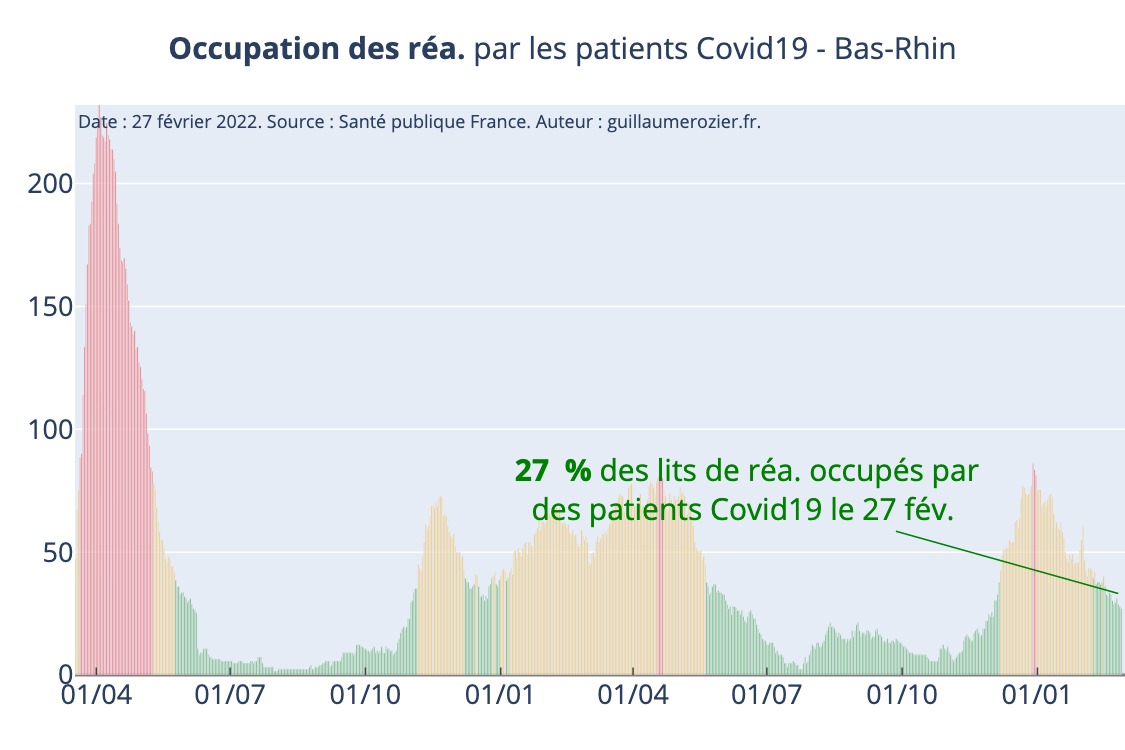 Occupation des réa. par les patients Covid19 - Bas-Rhin
Date : 27 février 2022. Source : Santé publique France. Auteur : guillaumerozier.fr.
200
150
100
27  % des lits de réa. occupés par
des patients Covid19 le 27 fév.
50
0
01/04 01/07 01/10 01/01 01/04 01/07 01/10 01/01